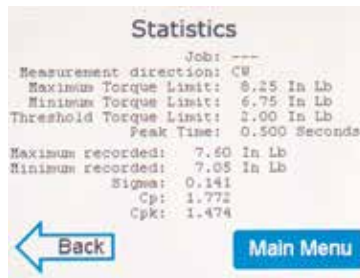 Statistics
Job: ---
Measurement direction: CW
Maximum Torque Limit: 8.25 In Lb
Minimum Torque Limit: 6.75 In Lb
Threshold Torque Limit: 2.00 In Lb
Peak Time: 0.500 Seconds
Maximum recorded: 7.60 In Lb
Minimum recorded: 7.05 In Lb
Sigma: 0.141
Cp: 1.772
Cpk: 1.474
Back
Main Menu